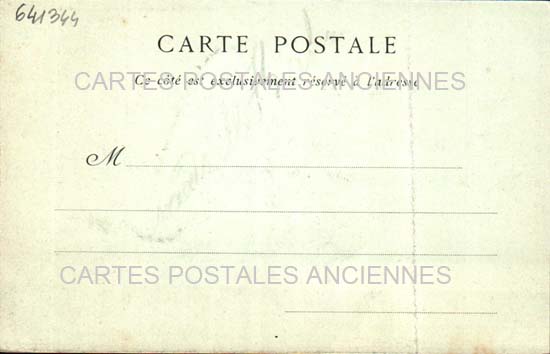 641344
CARTE POSTALE
CARTES POSTALES ANCIENNES
Ce côté est exclusivement réservé à l'adresse
M
CARTES POSTALES ANCIENNES